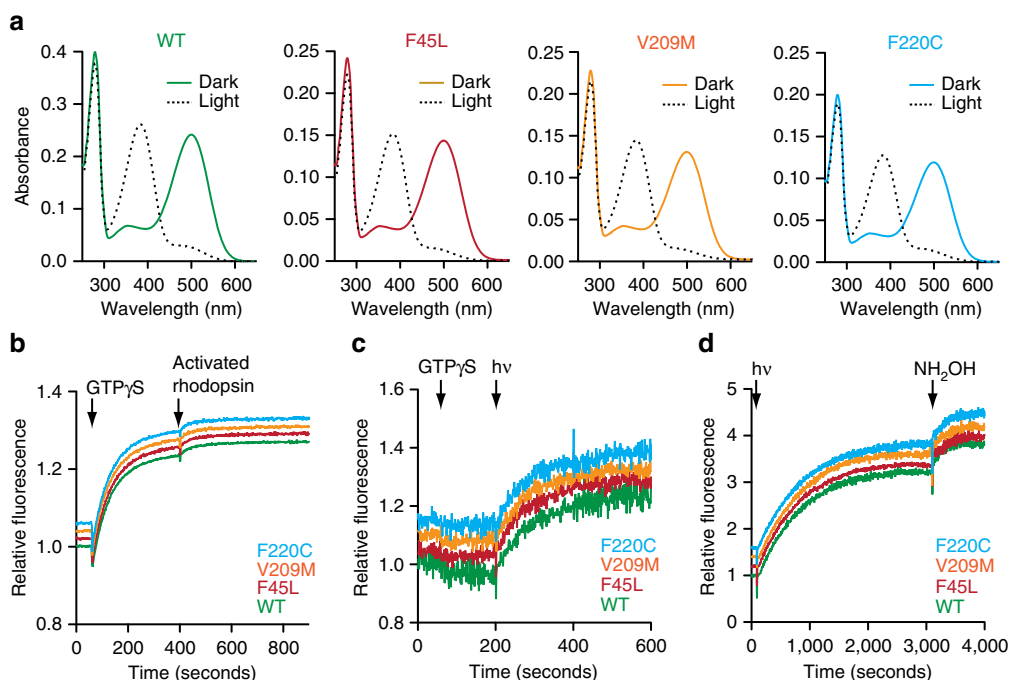 a
WT
F45L
V209M
F220C
Absorbance
0.4
0.3
0.2
0.1
0.0
Dark
Light
300 400 500 600
Wavelength (nm)
0.25
0.20
0.15
0.10
0.05
0.00
Dark
Light
300 400 500 600
Wavelength (nm)
0.25
0.20
0.15
0.10
0.05
0.00
Dark
Light
300 400 500 600
Wavelength (nm)
0.25
0.20
0.15
0.10
0.05
0.00
Dark
Light
300 400 500 600
Wavelength (nm)
b
GTPγS
Activated
rhodopsin
Relative fluorescence
1.4
1.2
1.0
0.8
F220C
V209M
F45L
WT
0 200 400 600 800
Time (seconds)
c
GTPγS
hν
Relative fluorescence
1.6
1.4
1.2
1.0
0.8
F220C
V209M
F45L
WT
0 200 400 600
Time (seconds)
d
hν
NH₂OH
Relative fluorescence
5
4
3
2
1
0
F220C
V209M
F45L
WT
0 1,000 2,000 3,000 4,000
Time (seconds)